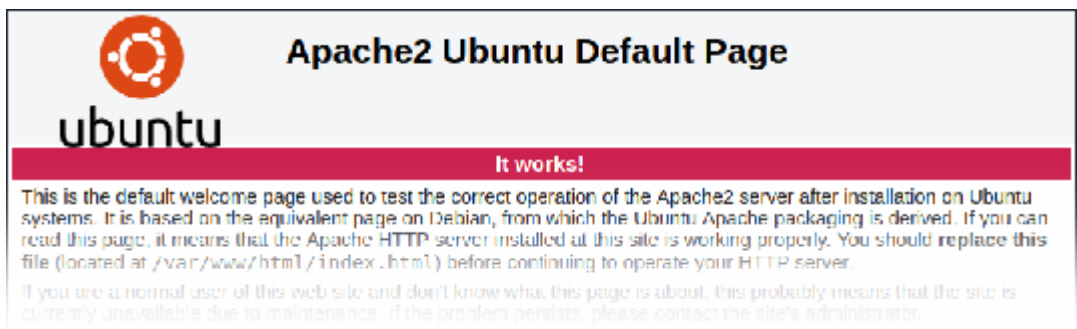 Apache2 Ubuntu Default Page
ubuntu
It works!
This is the default welcome page used to test the correct operation of the Apache2 server after installation on Ubuntu
systems. It is based on the equivalent page on Debian, from which the Ubuntu Apache packaging is derived. If you can
read this page, it means that the Apache HTTP server installed at this site is working properly. You should replace this
file (located at /var/www/html/index.html) before continuing to operate your HTTP server.
If you are a normal user of this web site and don't know what this page is about, this probably means that the site is
currently unavailable due to maintenance. If the problem persists, please contact the site's administrator.